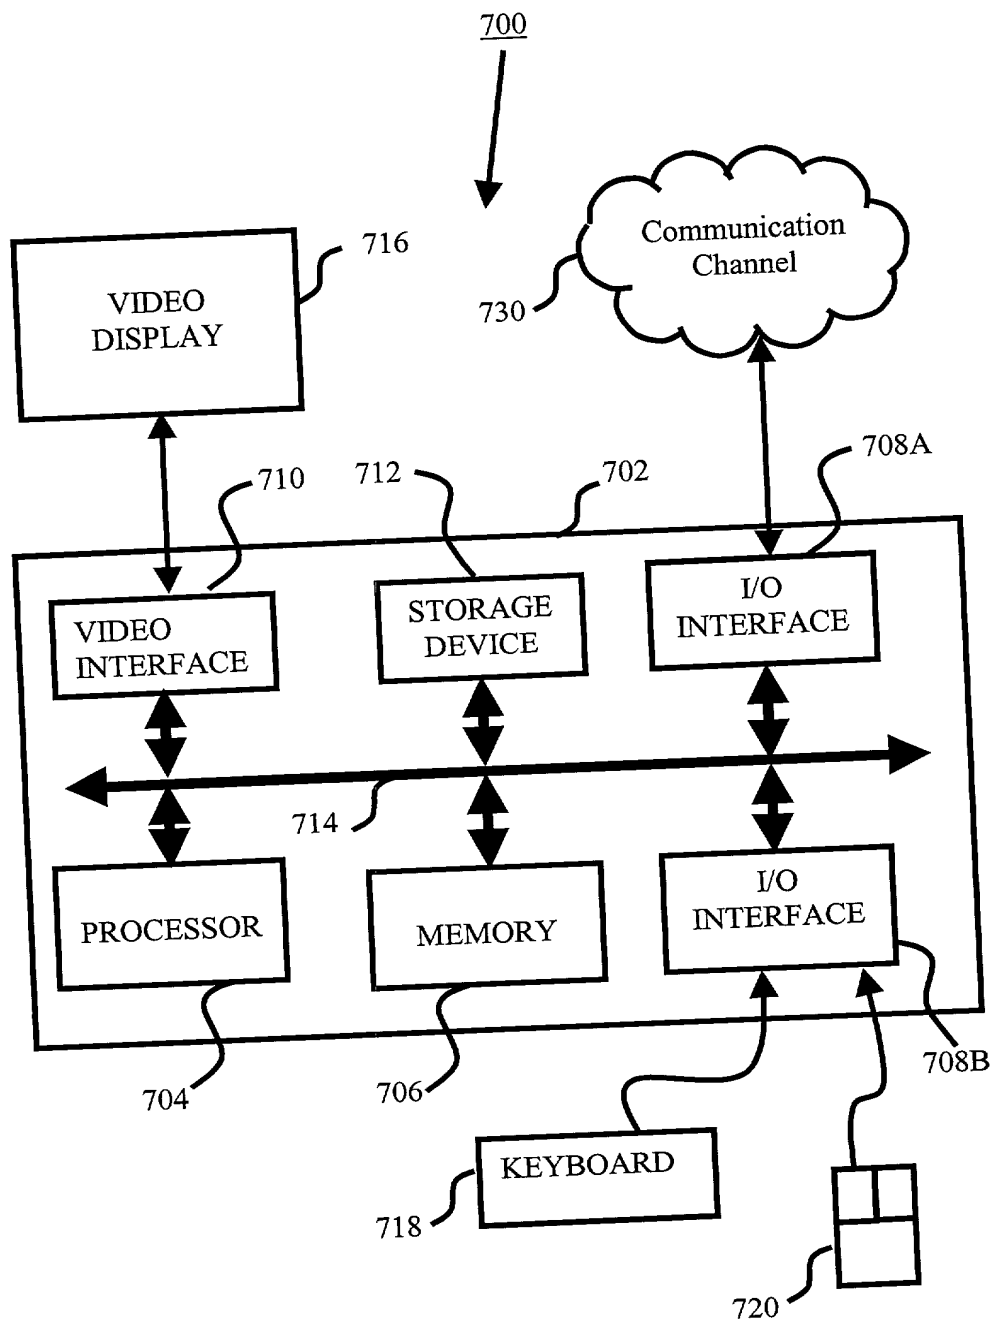 700
Communication
Channel
730
716
VIDEO
DISPLAY
708A
710
712
702
VIDEO
INTERFACE
STORAGE
DEVICE
I/O
INTERFACE
714
PROCESSOR
MEMORY
I/O
INTERFACE
704
706
708B
KEYBOARD
718
720